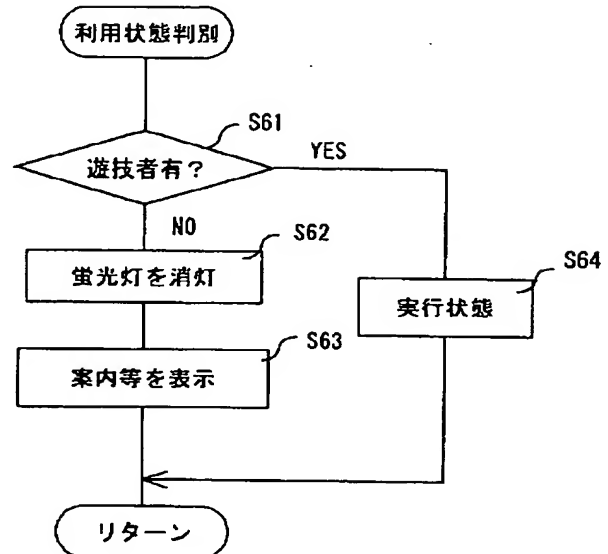 利用状態判別
S61
遊技者有?
YES
NO
S62
蛍光灯を消灯
S64
実行状態
S63
案内等を表示
リターン